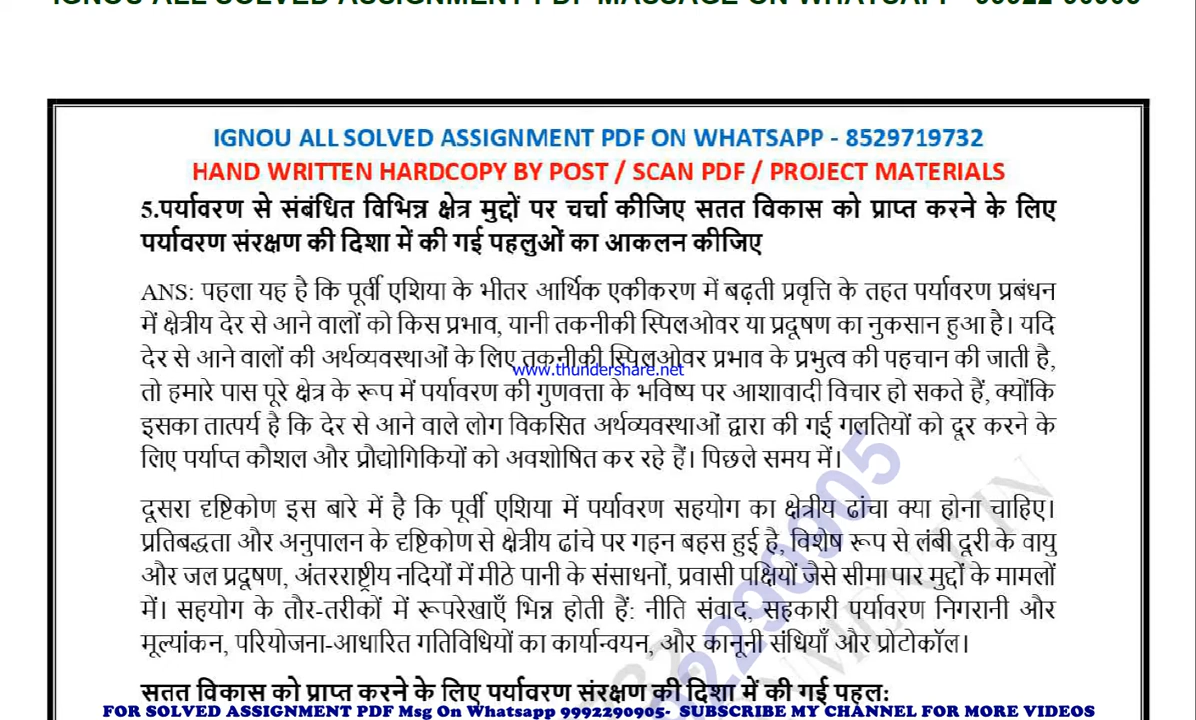 IGNOU ALL SOLVED ASSIGNMENT PDF MASSAGE ON WHATSAPP - 99922-90905
IGNOU ALL SOLVED ASSIGNMENT PDF ON WHATSAPP - 8529719732
HAND WRITTEN HARDCOPY BY POST / SCAN PDF / PROJECT MATERIALS
5.पर्यावरण से संबंधित विभिन्न क्षेत्र मुद्दों पर चर्चा कीजिए सतत विकास को प्राप्त करने के लिए
पर्यावरण संरक्षण की दिशा में की गई पहलुओं का आकलन कीजिए
ANS: पहला यह है कि पूर्वी एशिया के भीतर आर्थिक एकीकरण में बढ़ती प्रवृत्ति के तहत पर्यावरण प्रबंधन
में क्षेत्रीय देर से आने वालों को किस प्रभाव, यानी तकनीकी स्पिलओवर या प्रदूषण का नुकसान हुआ है। यदि
देर से आने वालों की अर्थव्यवस्थाओं के लिए तकनीकी स्पिलओवर प्रभाव के प्रभुत्व की पहचान की जाती है,
www.thundershare.net
तो हमारे पास पूरे क्षेत्र के रूप में पर्यावरण की गुणवत्ता के भविष्य पर आशावादी विचार हो सकते हैं, क्योंकि
इसका तात्पर्य है कि देर से आने वाले लोग विकसित अर्थव्यवस्थाओं द्वारा की गई गलतियों को दूर करने के
लिए पर्याप्त कौशल और प्रौद्योगिकियों को अवशोषित कर रहे हैं। पिछले समय में।
दूसरा दृष्टिकोण इस बारे में है कि पूर्वी एशिया में पर्यावरण सहयोग का क्षेत्रीय ढांचा क्या होना चाहिए।
प्रतिबद्धता और अनुपालन के दृष्टिकोण से क्षेत्रीय ढांचे पर गहन बहस हुई है, विशेष रूप से लंबी दूरी के वायु
और जल प्रदूषण, अंतरराष्ट्रीय नदियों में मीठे पानी के संसाधनों, प्रवासी पक्षियों जैसे सीमा पार मुद्दों के मामलों
में। सहयोग के तौर-तरीकों में रूपरेखाएँ भिन्न होती हैं: नीति संवाद, सहकारी पर्यावरण निगरानी और
मूल्यांकन, परियोजना-आधारित गतिविधियों का कार्यान्वयन, और कानूनी संधियाँ और प्रोटोकॉल।
सतत विकास को प्राप्त करने के लिए पर्यावरण संरक्षण की दिशा में की गई पहल:
FOR SOLVED ASSIGNMENT PDF Msg On Whatsapp 9992290905- SUBSCRIBE MY CHANNEL FOR MORE VIDEOS